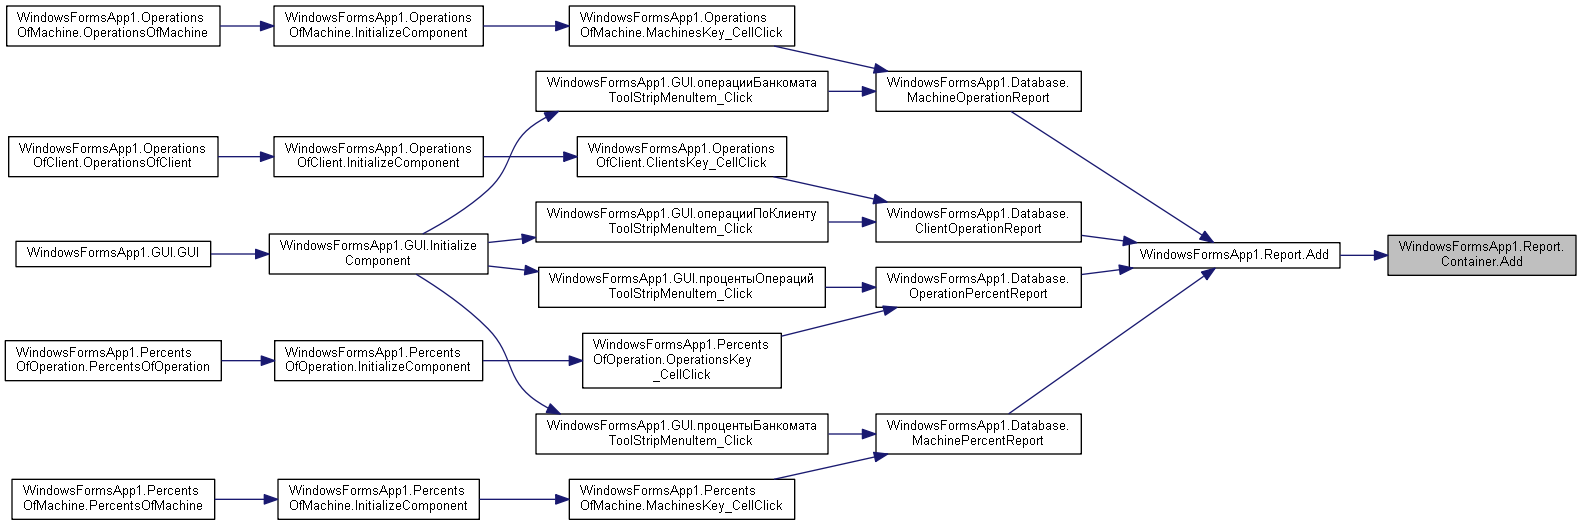 WindowsFormsApp1.Operations
OfMachine.OperationsOfMachine
WindowsFormsApp1.Operations
OfMachine.InitializeComponent
WindowsFormsApp1.Operations
OfMachine.MachinesKey_CellClick
WindowsFormsApp1.GUI.операцииБанкомата
ToolStripMenuItem_Click
WindowsFormsApp1.Database.
MachineOperationReport
WindowsFormsApp1.Operations
OfClient.OperationsOfClient
WindowsFormsApp1.Operations
OfClient.InitializeComponent
WindowsFormsApp1.Operations
OfClient.ClientsKey_CellClick
WindowsFormsApp1.GUI.операцииПоКлиенту
ToolStripMenuItem_Click
WindowsFormsApp1.Database.
ClientOperationReport
WindowsFormsApp1.GUI.GUI
WindowsFormsApp1.GUI.Initialize
Component
WindowsFormsApp1.Report.Add
WindowsFormsApp1.Report.
Container.Add
WindowsFormsApp1.GUI.процентыОпераций
ToolStripMenuItem_Click
WindowsFormsApp1.Database.
OperationPercentReport
WindowsFormsApp1.Percents
OfOperation.PercentsOfOperation
WindowsFormsApp1.Percents
OfOperation.InitializeComponent
WindowsFormsApp1.Percents
OfOperation.OperationsKey
_CellClick
WindowsFormsApp1.GUI.процентыБанкомата
ToolStripMenuItem_Click
WindowsFormsApp1.Database.
MachinePercentReport
WindowsFormsApp1.Percents
OfMachine.PercentsOfMachine
WindowsFormsApp1.Percents
OfMachine.InitializeComponent
WindowsFormsApp1.Percents
OfMachine.MachinesKey_CellClick